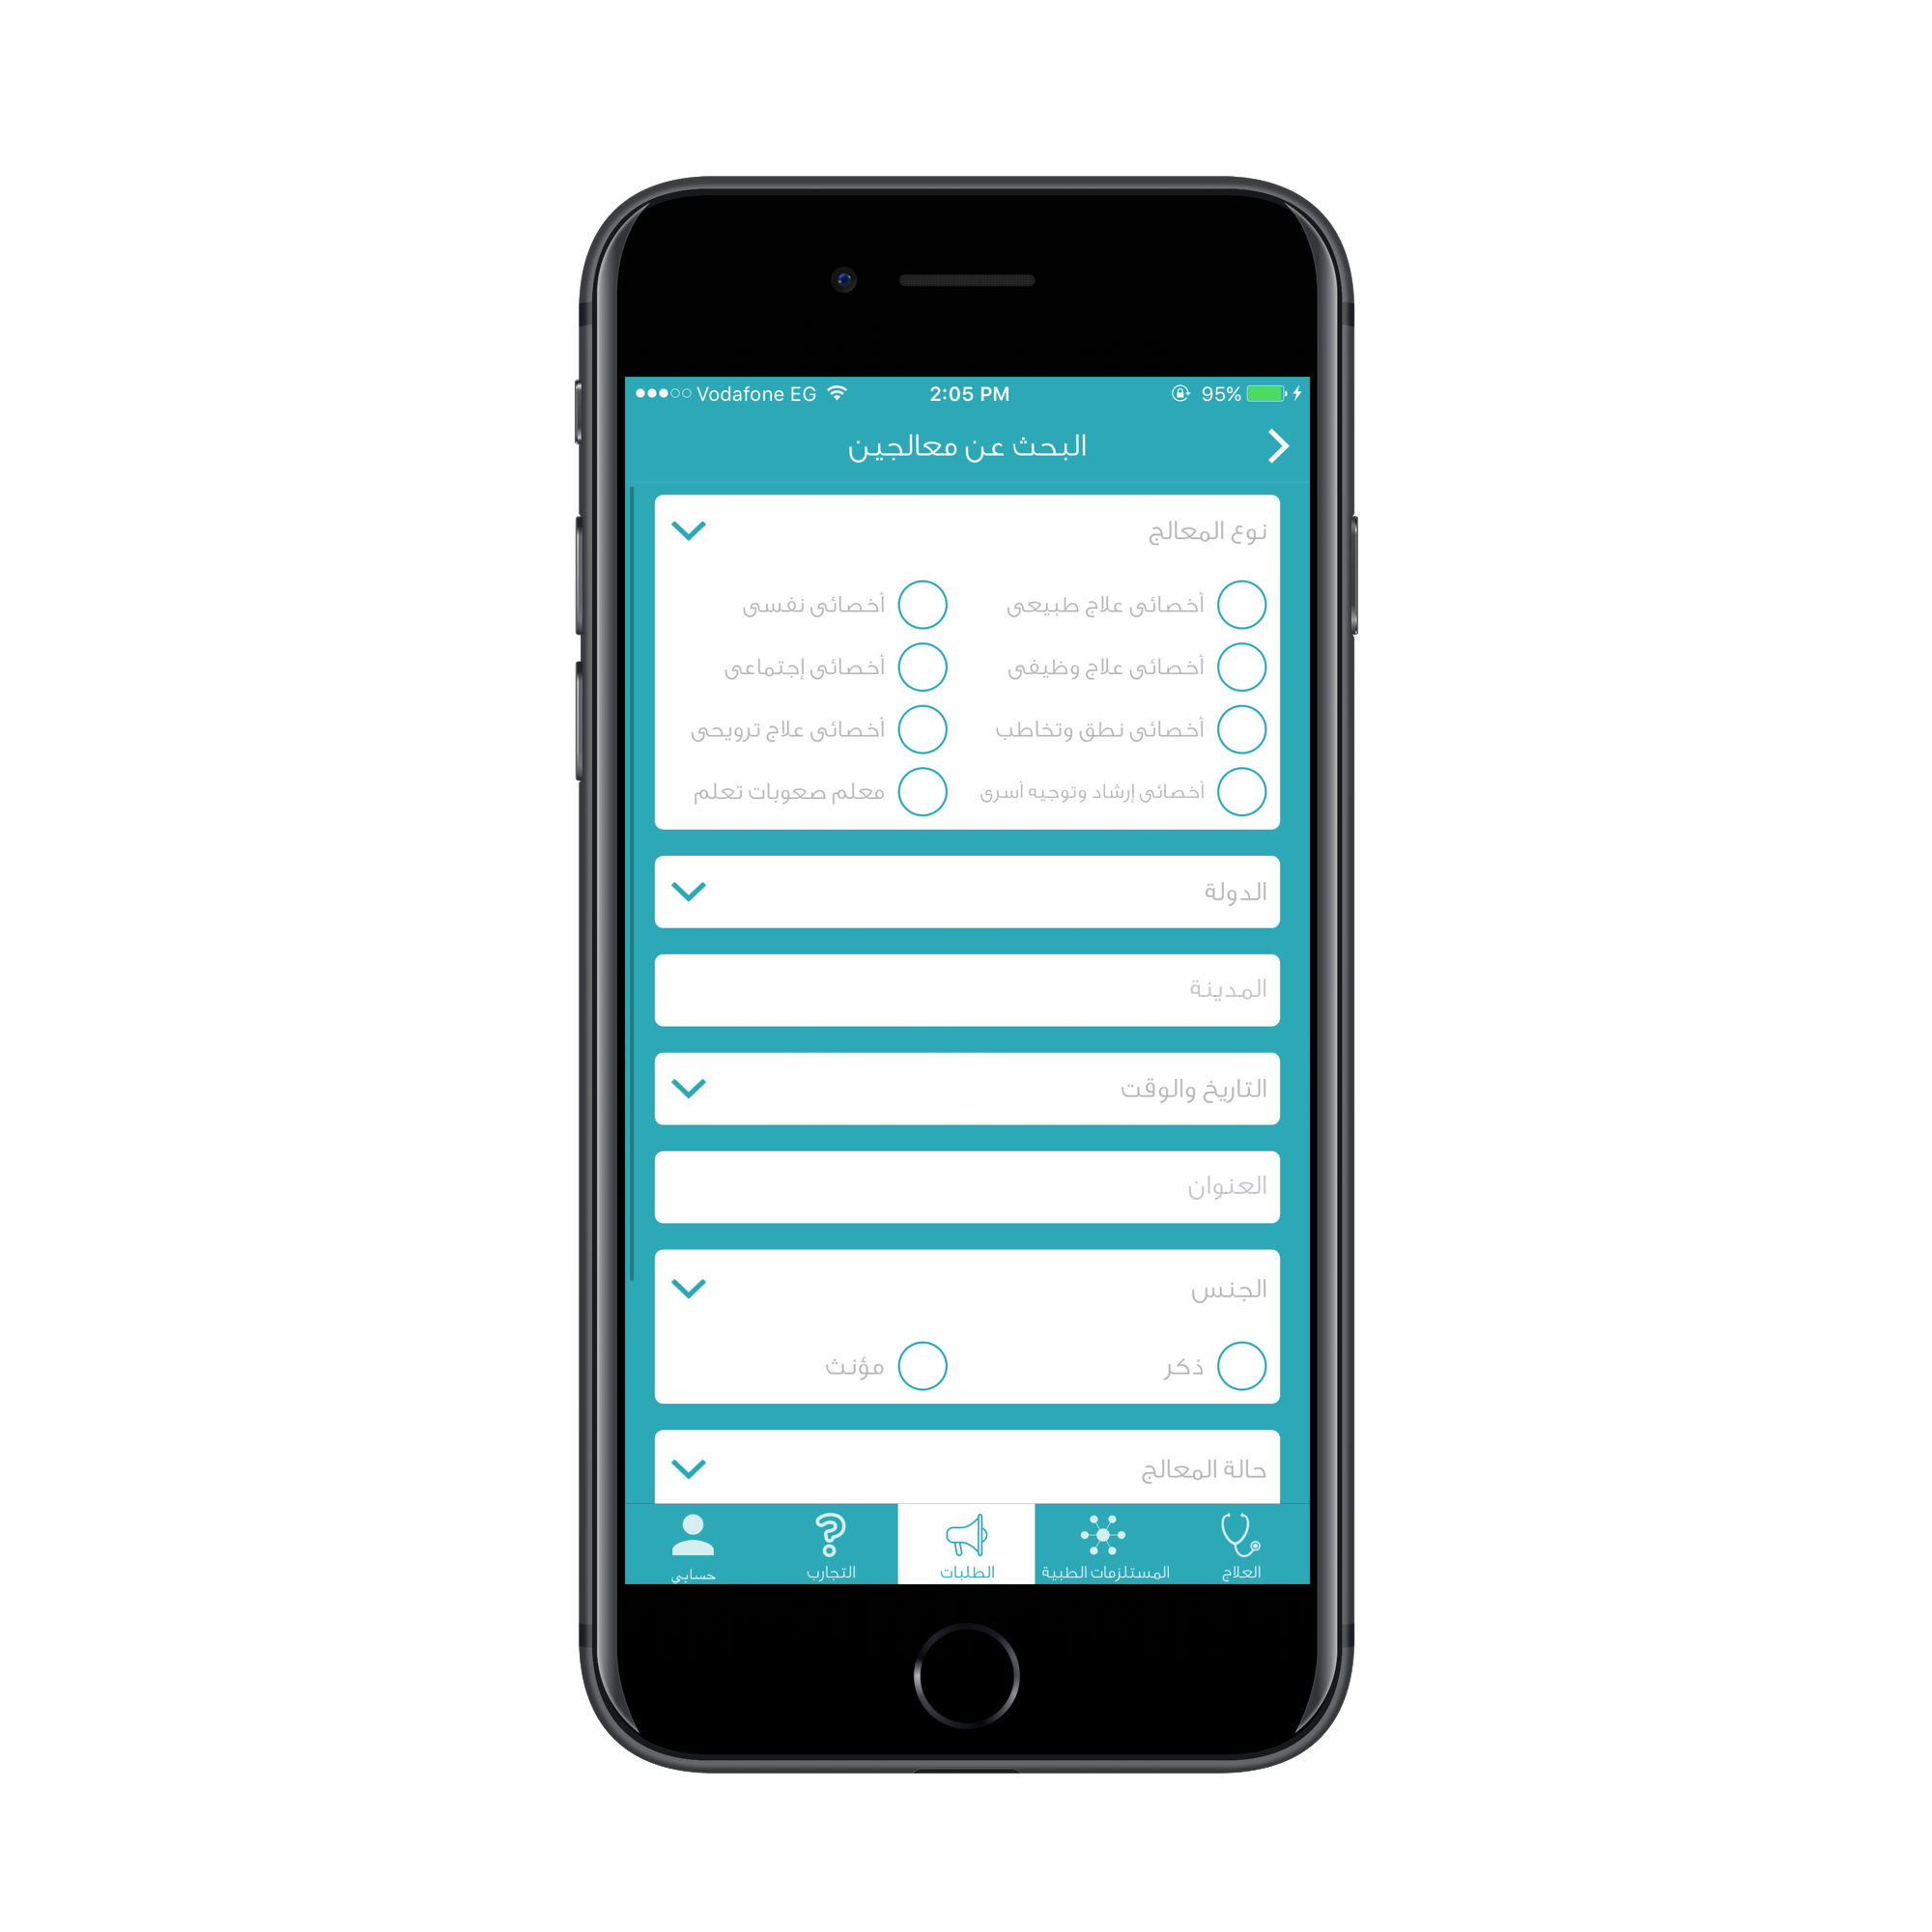 Vodafone EG 2:05 PM 95%
البحث عن معالجين
نوع المعالج
أخصائى علاج طبيعى أخصائى نفسى
أخصائى علاج وظيفى أخصائى إجتماعى
أخصائى نطق وتخاطب أخصائى علاج ترويحى
أخصائى إرشاد وتوجيه أسرى معلم صعوبات تعلم
الدولة
المدينة
التاريخ والوقت
العنوان
الجنس
ذكر مؤنث
حالة المعالج
العلاج المستلزمات الطبية الطلبات التجارب حسابي